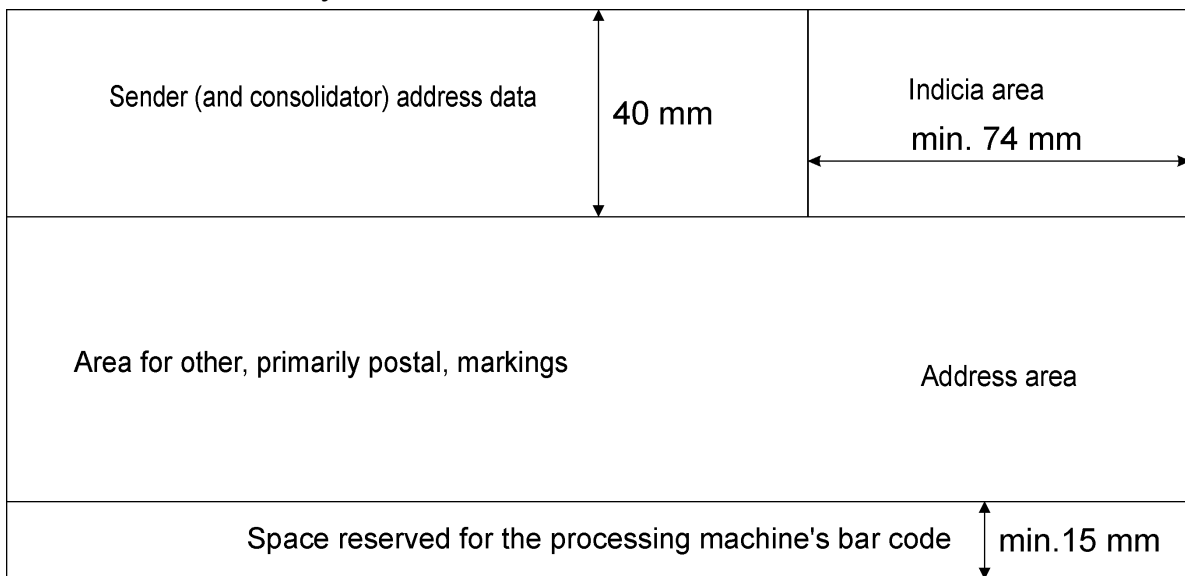 Sender (and consolidator) address data
40 mm
Indicia area
min. 74 mm
Area for other, primarily postal, markings
Address area
Space reserved for the processing machine's bar code
min.15 mm